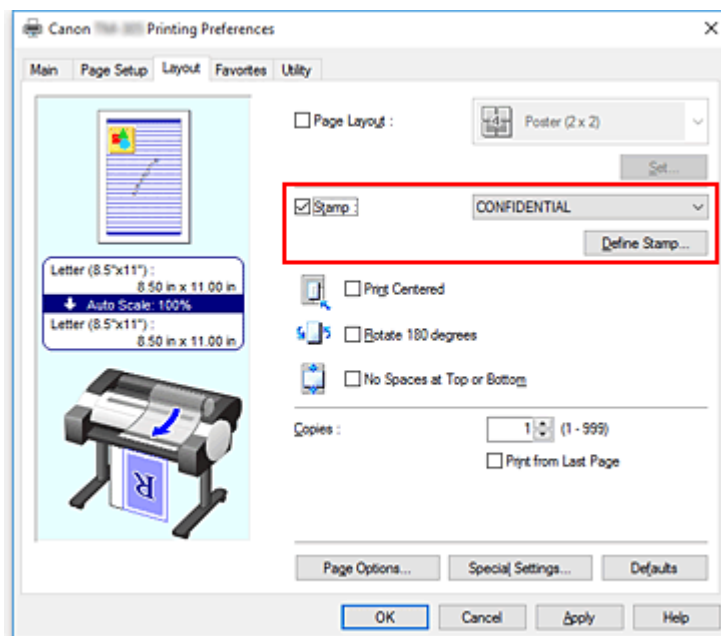 Canon Printing Preferences
Main Page Setup Layout Favorites Utility
Page Layout :
4
Poster (2 x 2)
Set...
Stamp :
CONFIDENTIAL
Define Stamp...
Letter (8.5"x11") :
8.50 in x 11.00 in
Auto Scale: 100%
Letter (8.5"x11") :
8.50 in x 11.00 in
Print Centered
Rotate 180 degrees
No Spaces at Top or Bottom
R
Copies :
1 (1 - 999)
Print from Last Page
Page Options... Special Settings... Defaults
OK Cancel Apply Help